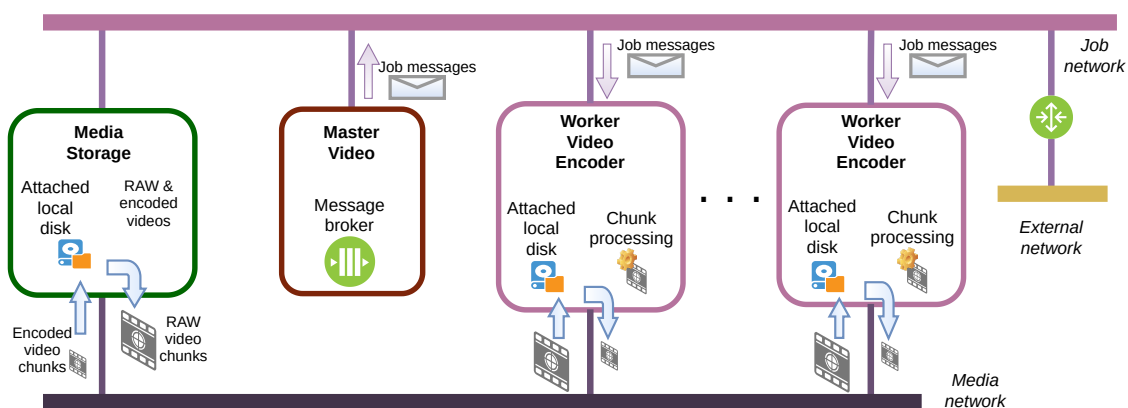 Job
network
Job messages
Job messages
Job messages
Media
Storage
Attached
local
disk
RAW &
encoded
videos
Encoded
video
chunks
RAW
video
chunks
Master
Video
Message
broker
Worker
Video
Encoder
Attached
local
disk
Chunk
processing
. . .
Worker
Video
Encoder
Attached
local
disk
Chunk
processing
External
network
Media
network